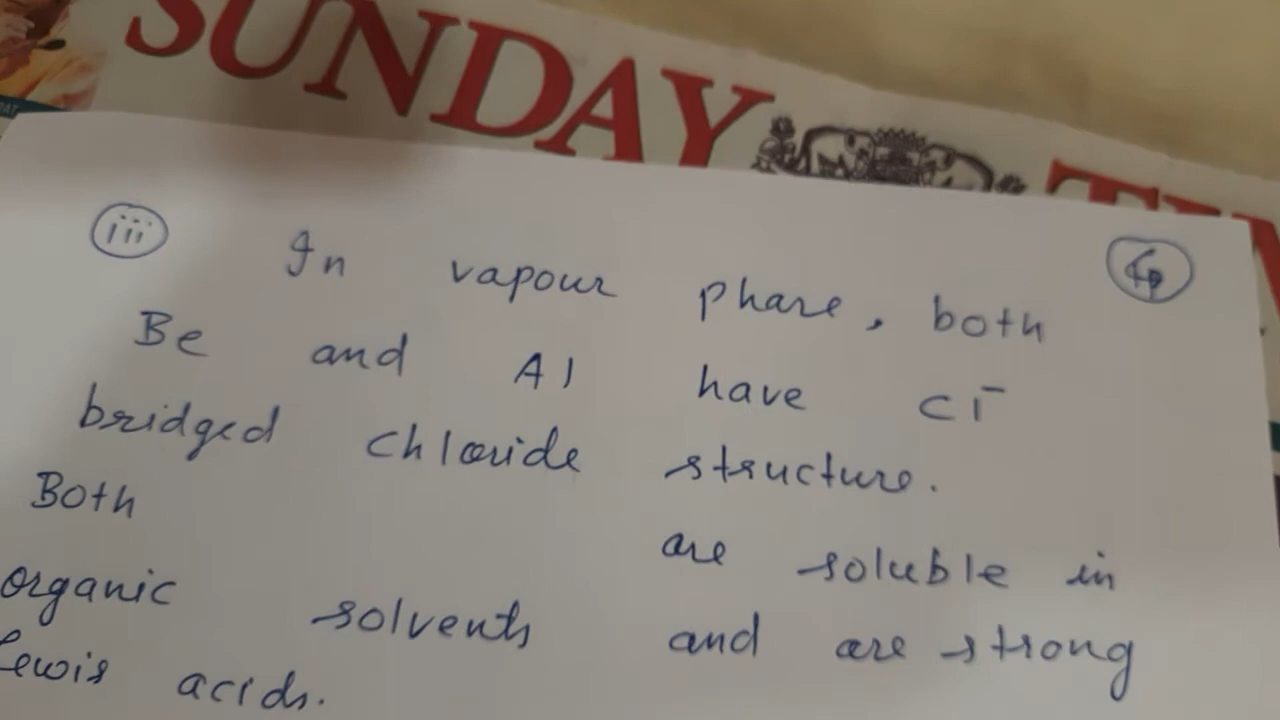 SUNDAY
iii In vapour phase, both
Be and Al have Cl⁻
bridged chloride structure.
Both are soluble in
organic solvents and are strong
Lewis acids.